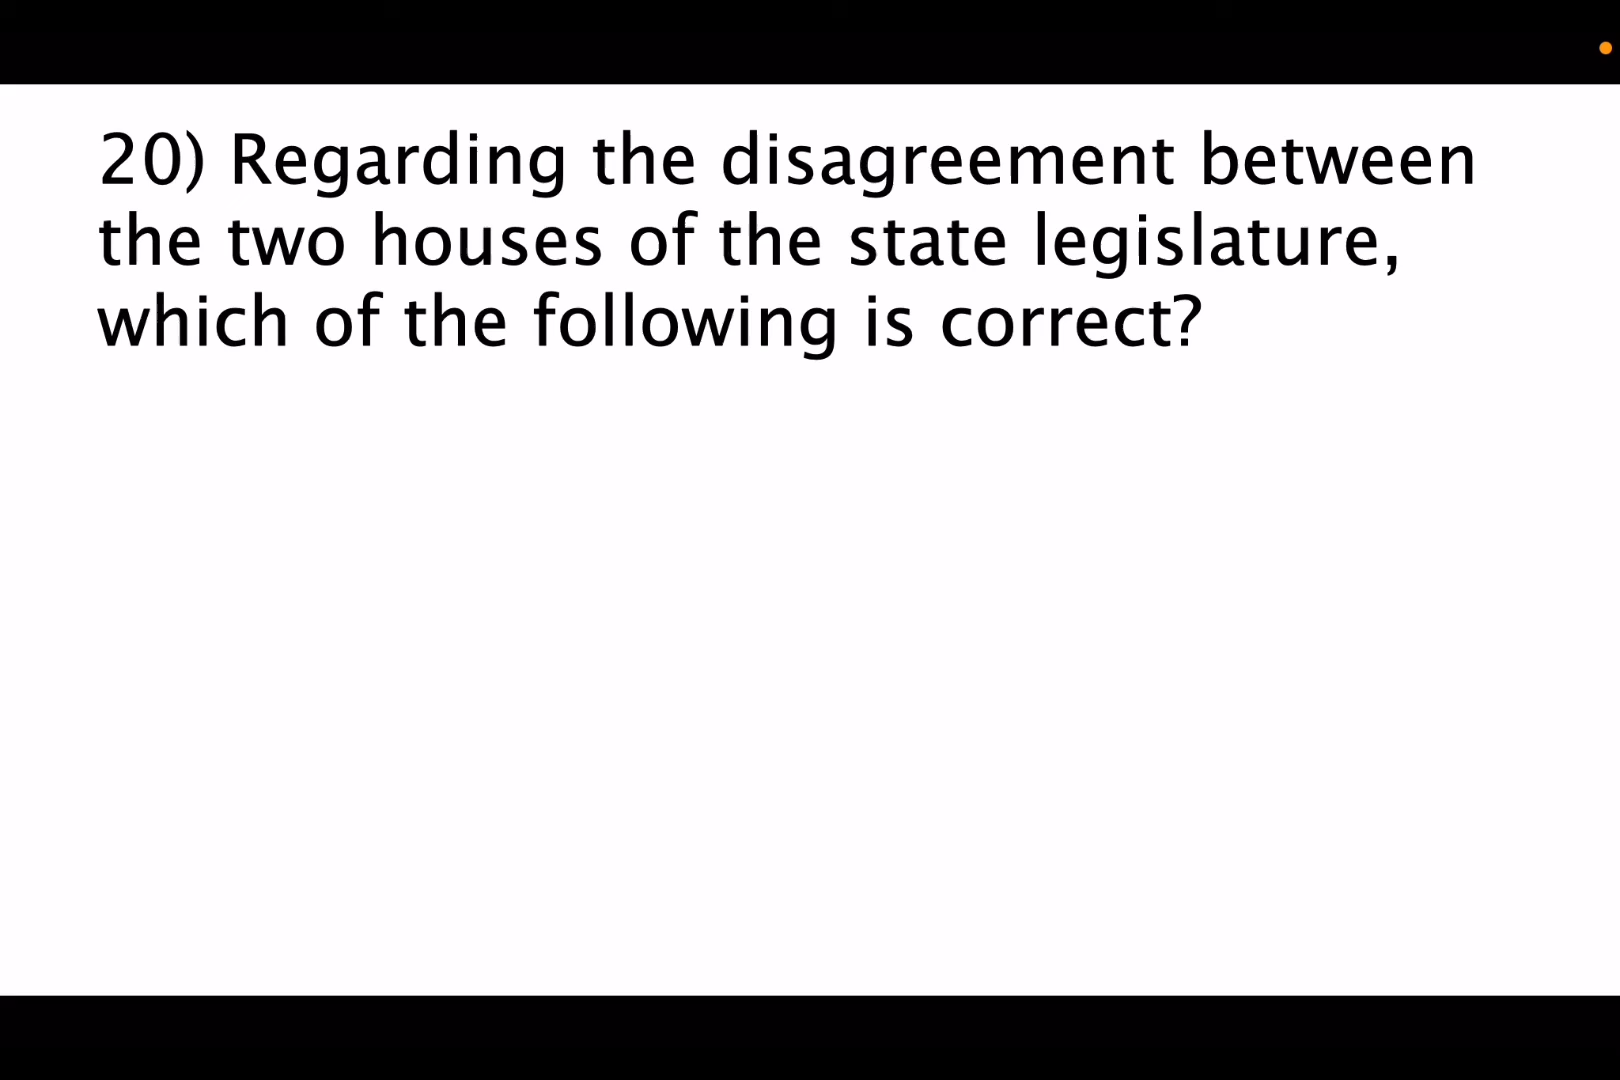 20) Regarding the disagreement between
the two houses of the state legislature,
which of the following is correct?